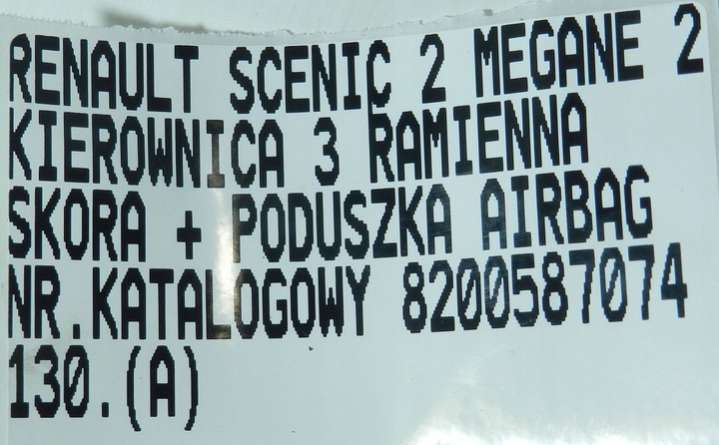 RENAULT SCENIC 2 MEGANE 2
KIEROWNICA 3 RAMIENNA
SKORA + PODUSZKA AIRBAG
NR.KATALOGOWY 8200587074
130.(A)